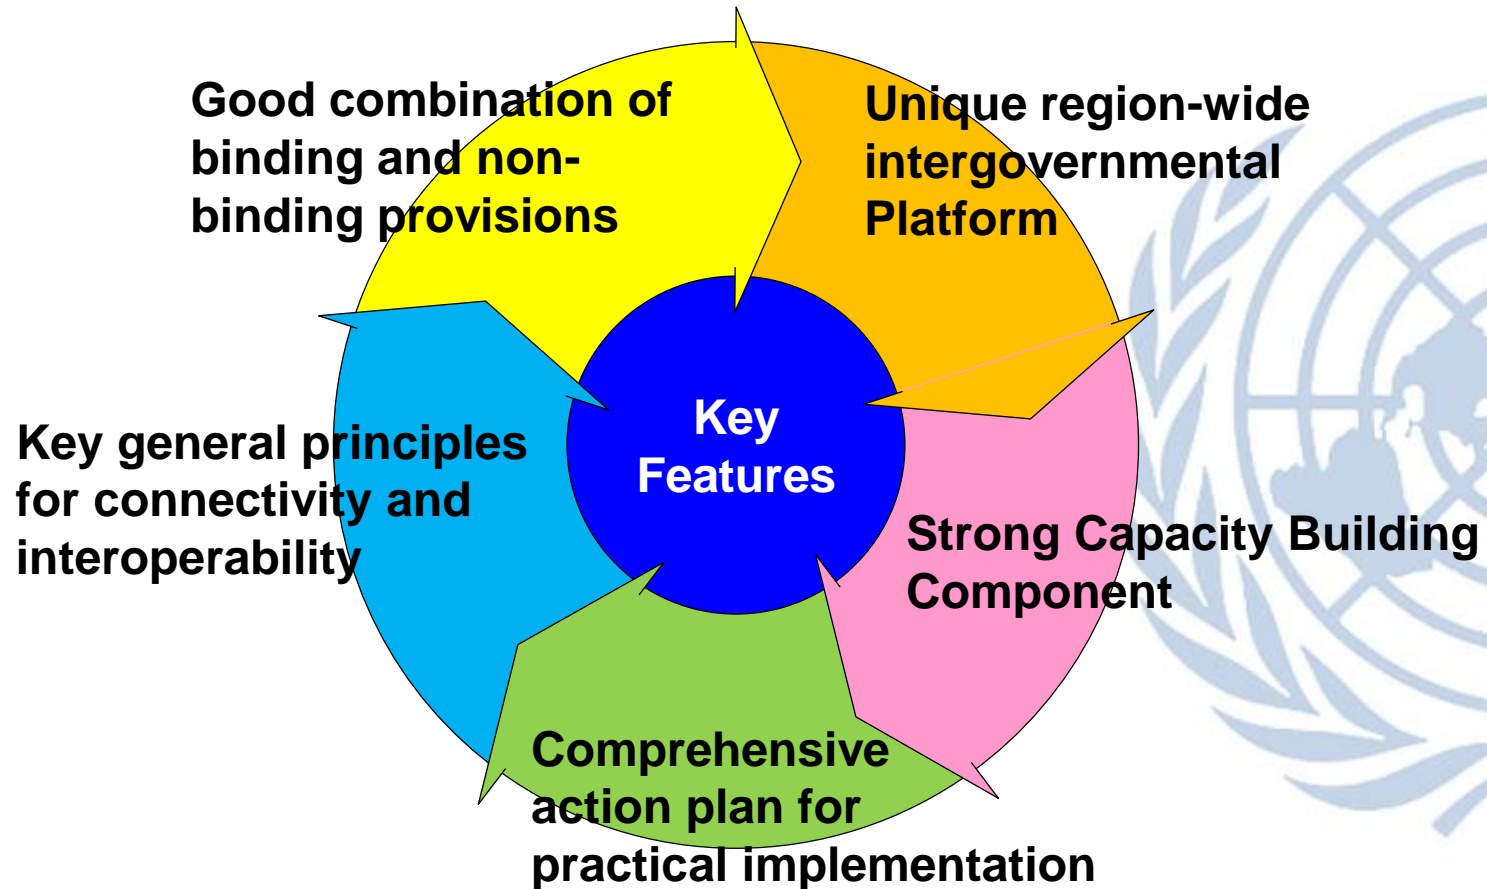 Good combination of
binding and non-
binding provisions
Unique region-wide
intergovernmental
Platform
Key
Features
Key general principles
for connectivity and
interoperability
Strong Capacity Building
Component
Comprehensive
action plan for
practical implementation